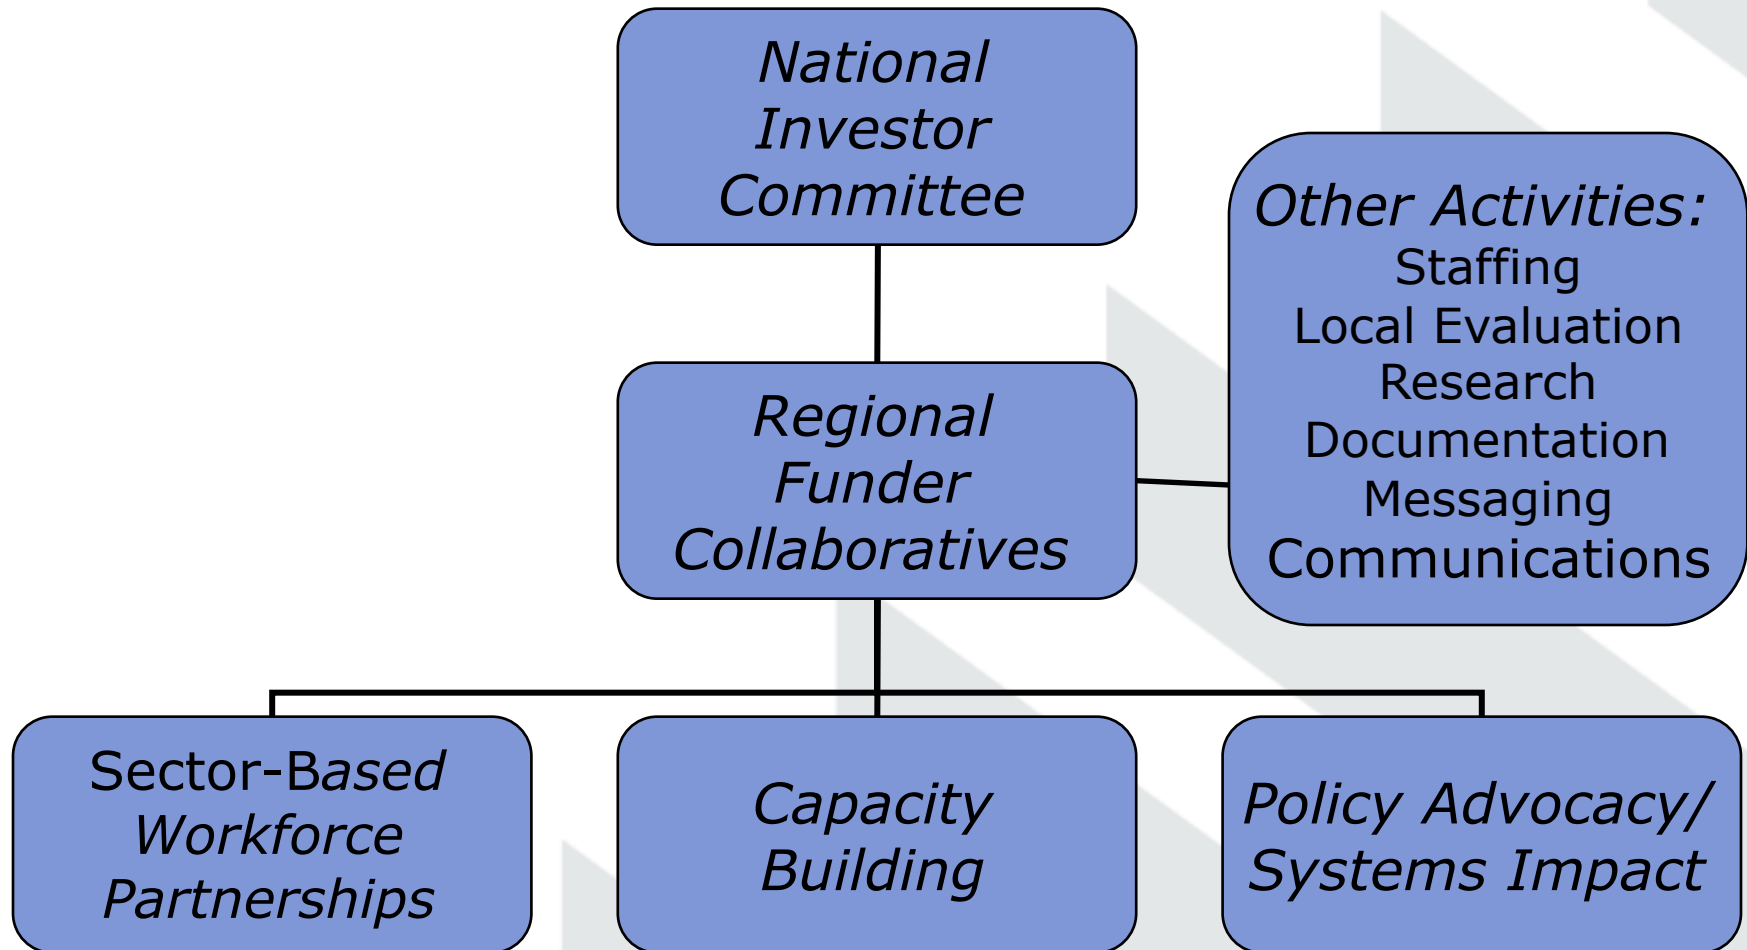 National
Investor
Committee
Other Activities:
Staffing
Local Evaluation
Research
Documentation
Messaging
Communications
Regional
Funder
Collaboratives
Sector-Based
Workforce
Partnerships
Capacity
Building
Policy Advocacy/
Systems Impact